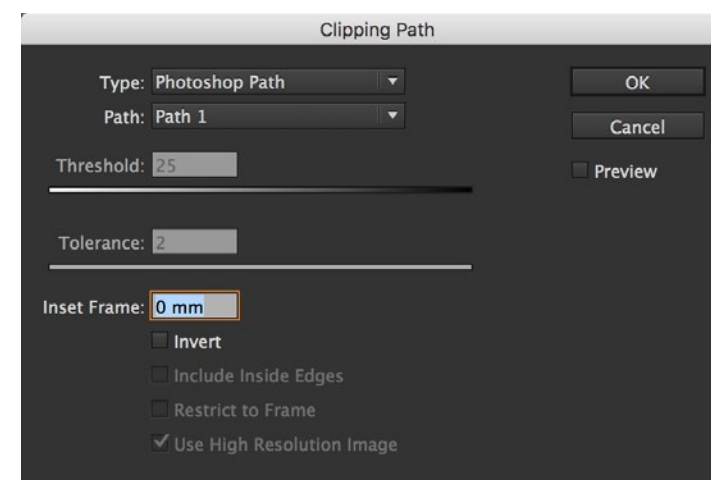 Clipping Path
Type: Photoshop Path
OK
Path: Path 1
Cancel
Threshold: 25
Preview
Tolerance: 2
Inset Frame: 0 mm
Invert
Include Inside Edges
Restrict to Frame
Use High Resolution Image